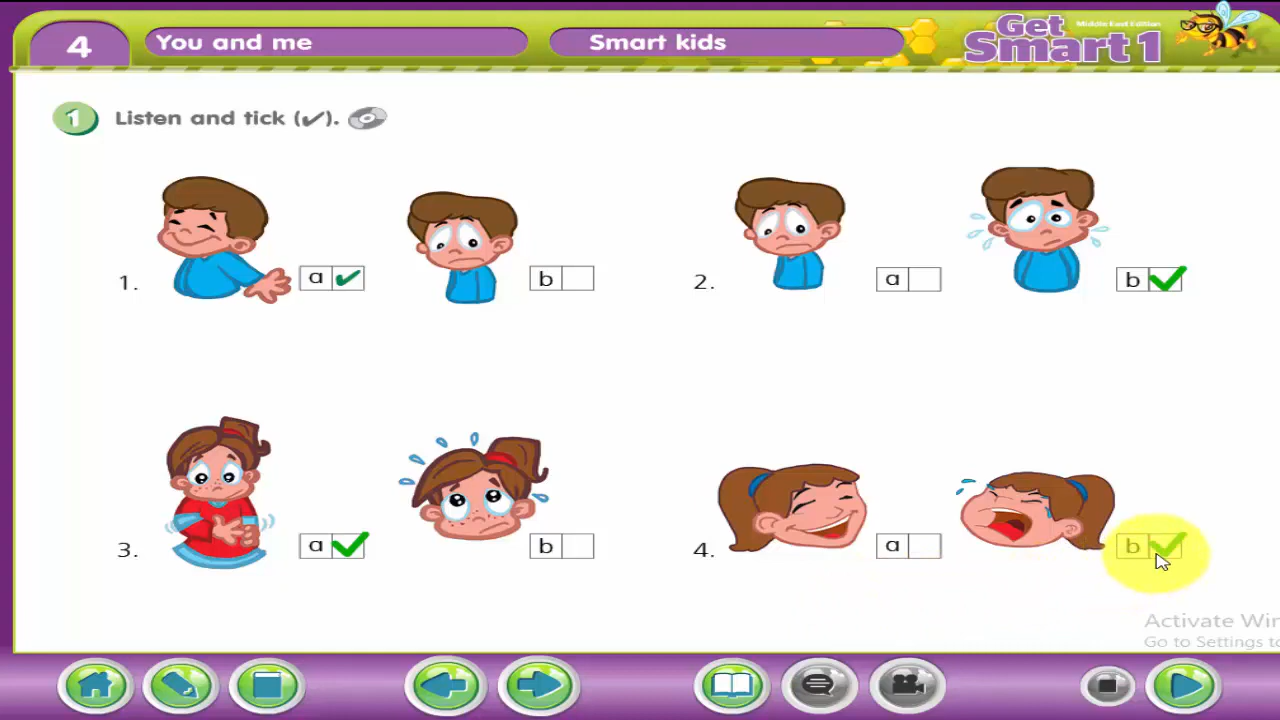 4 You and me Smart kids Get Smart 1 Middle East Edition
1 Listen and tick (✓).
1. a ✓ b
2. a b ✓
3. a ✓ b
4. a b ✓
Activate Win
Go to Settings to